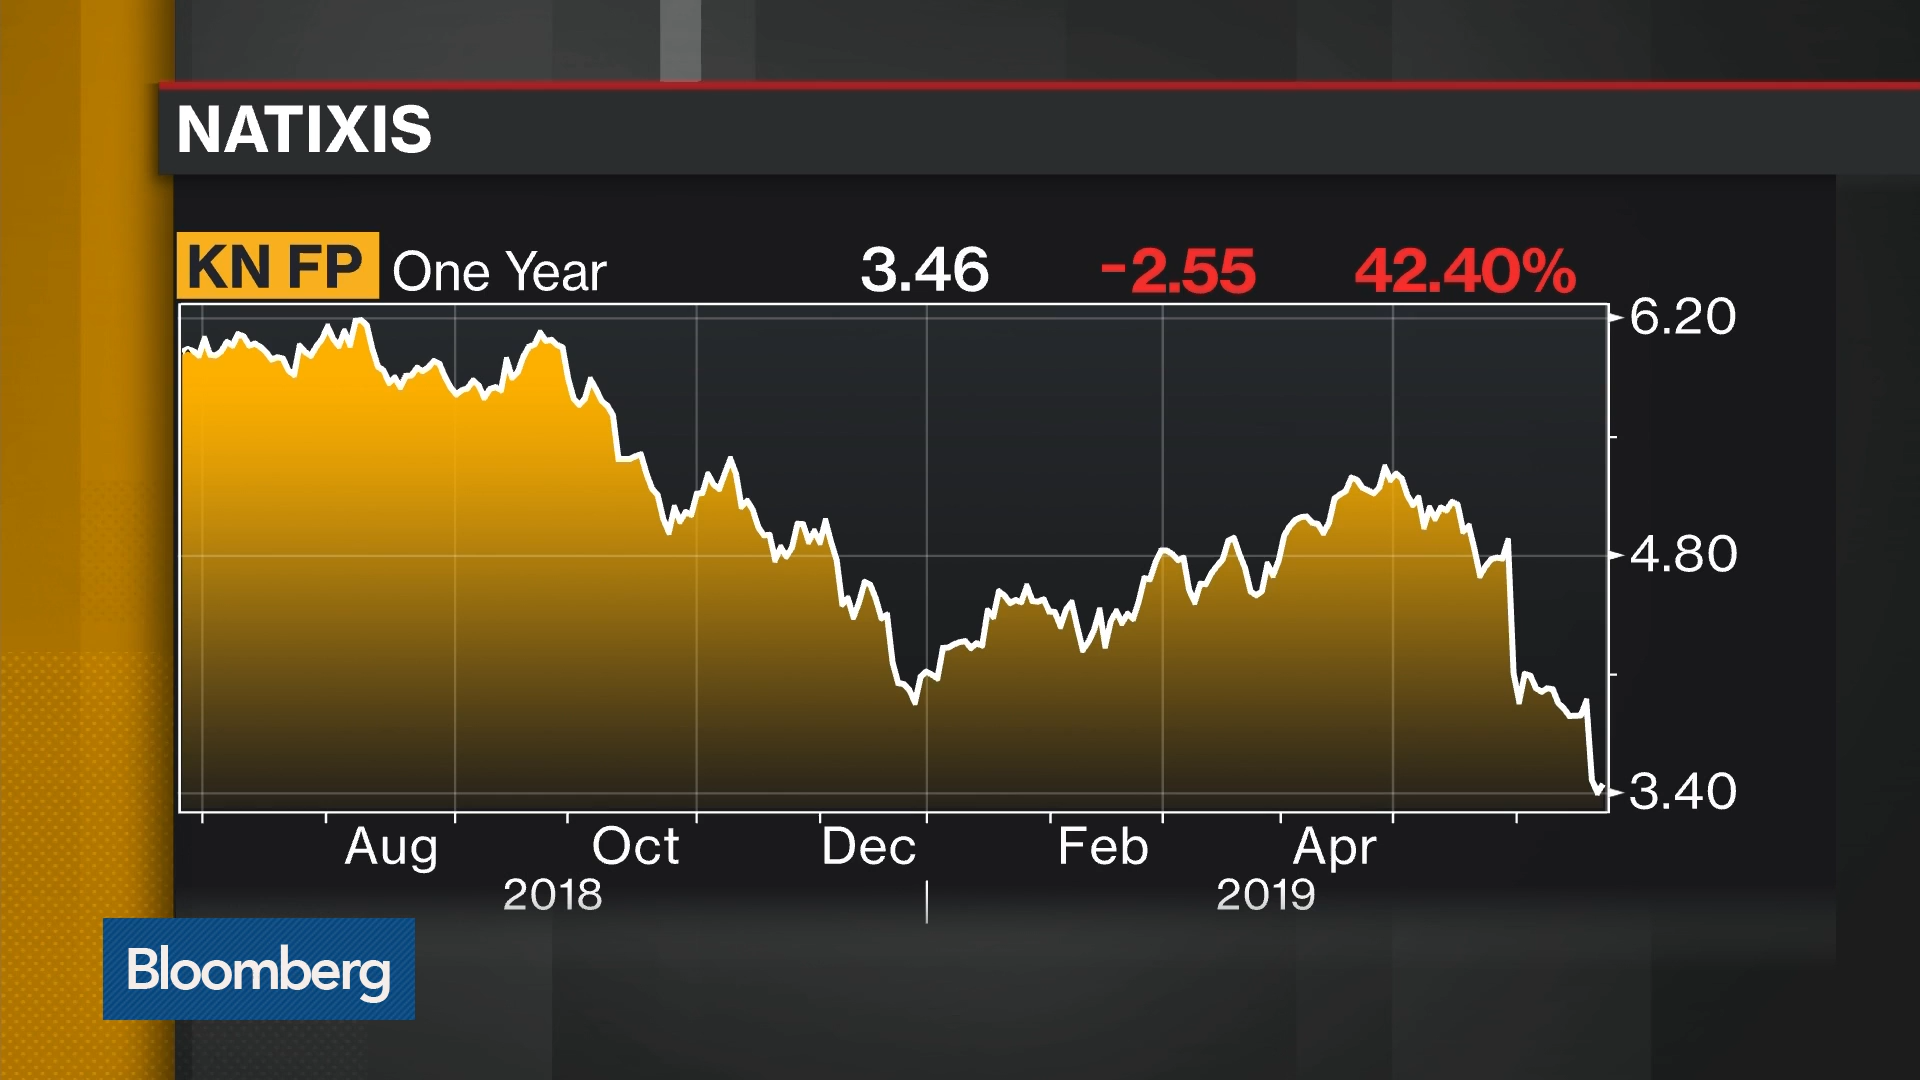 NATIXIS
KN FP One Year 3.46 -2.55 42.40%
6.20
4.80
3.40
Aug Oct Dec Feb Apr
2018 2019
Bloomberg